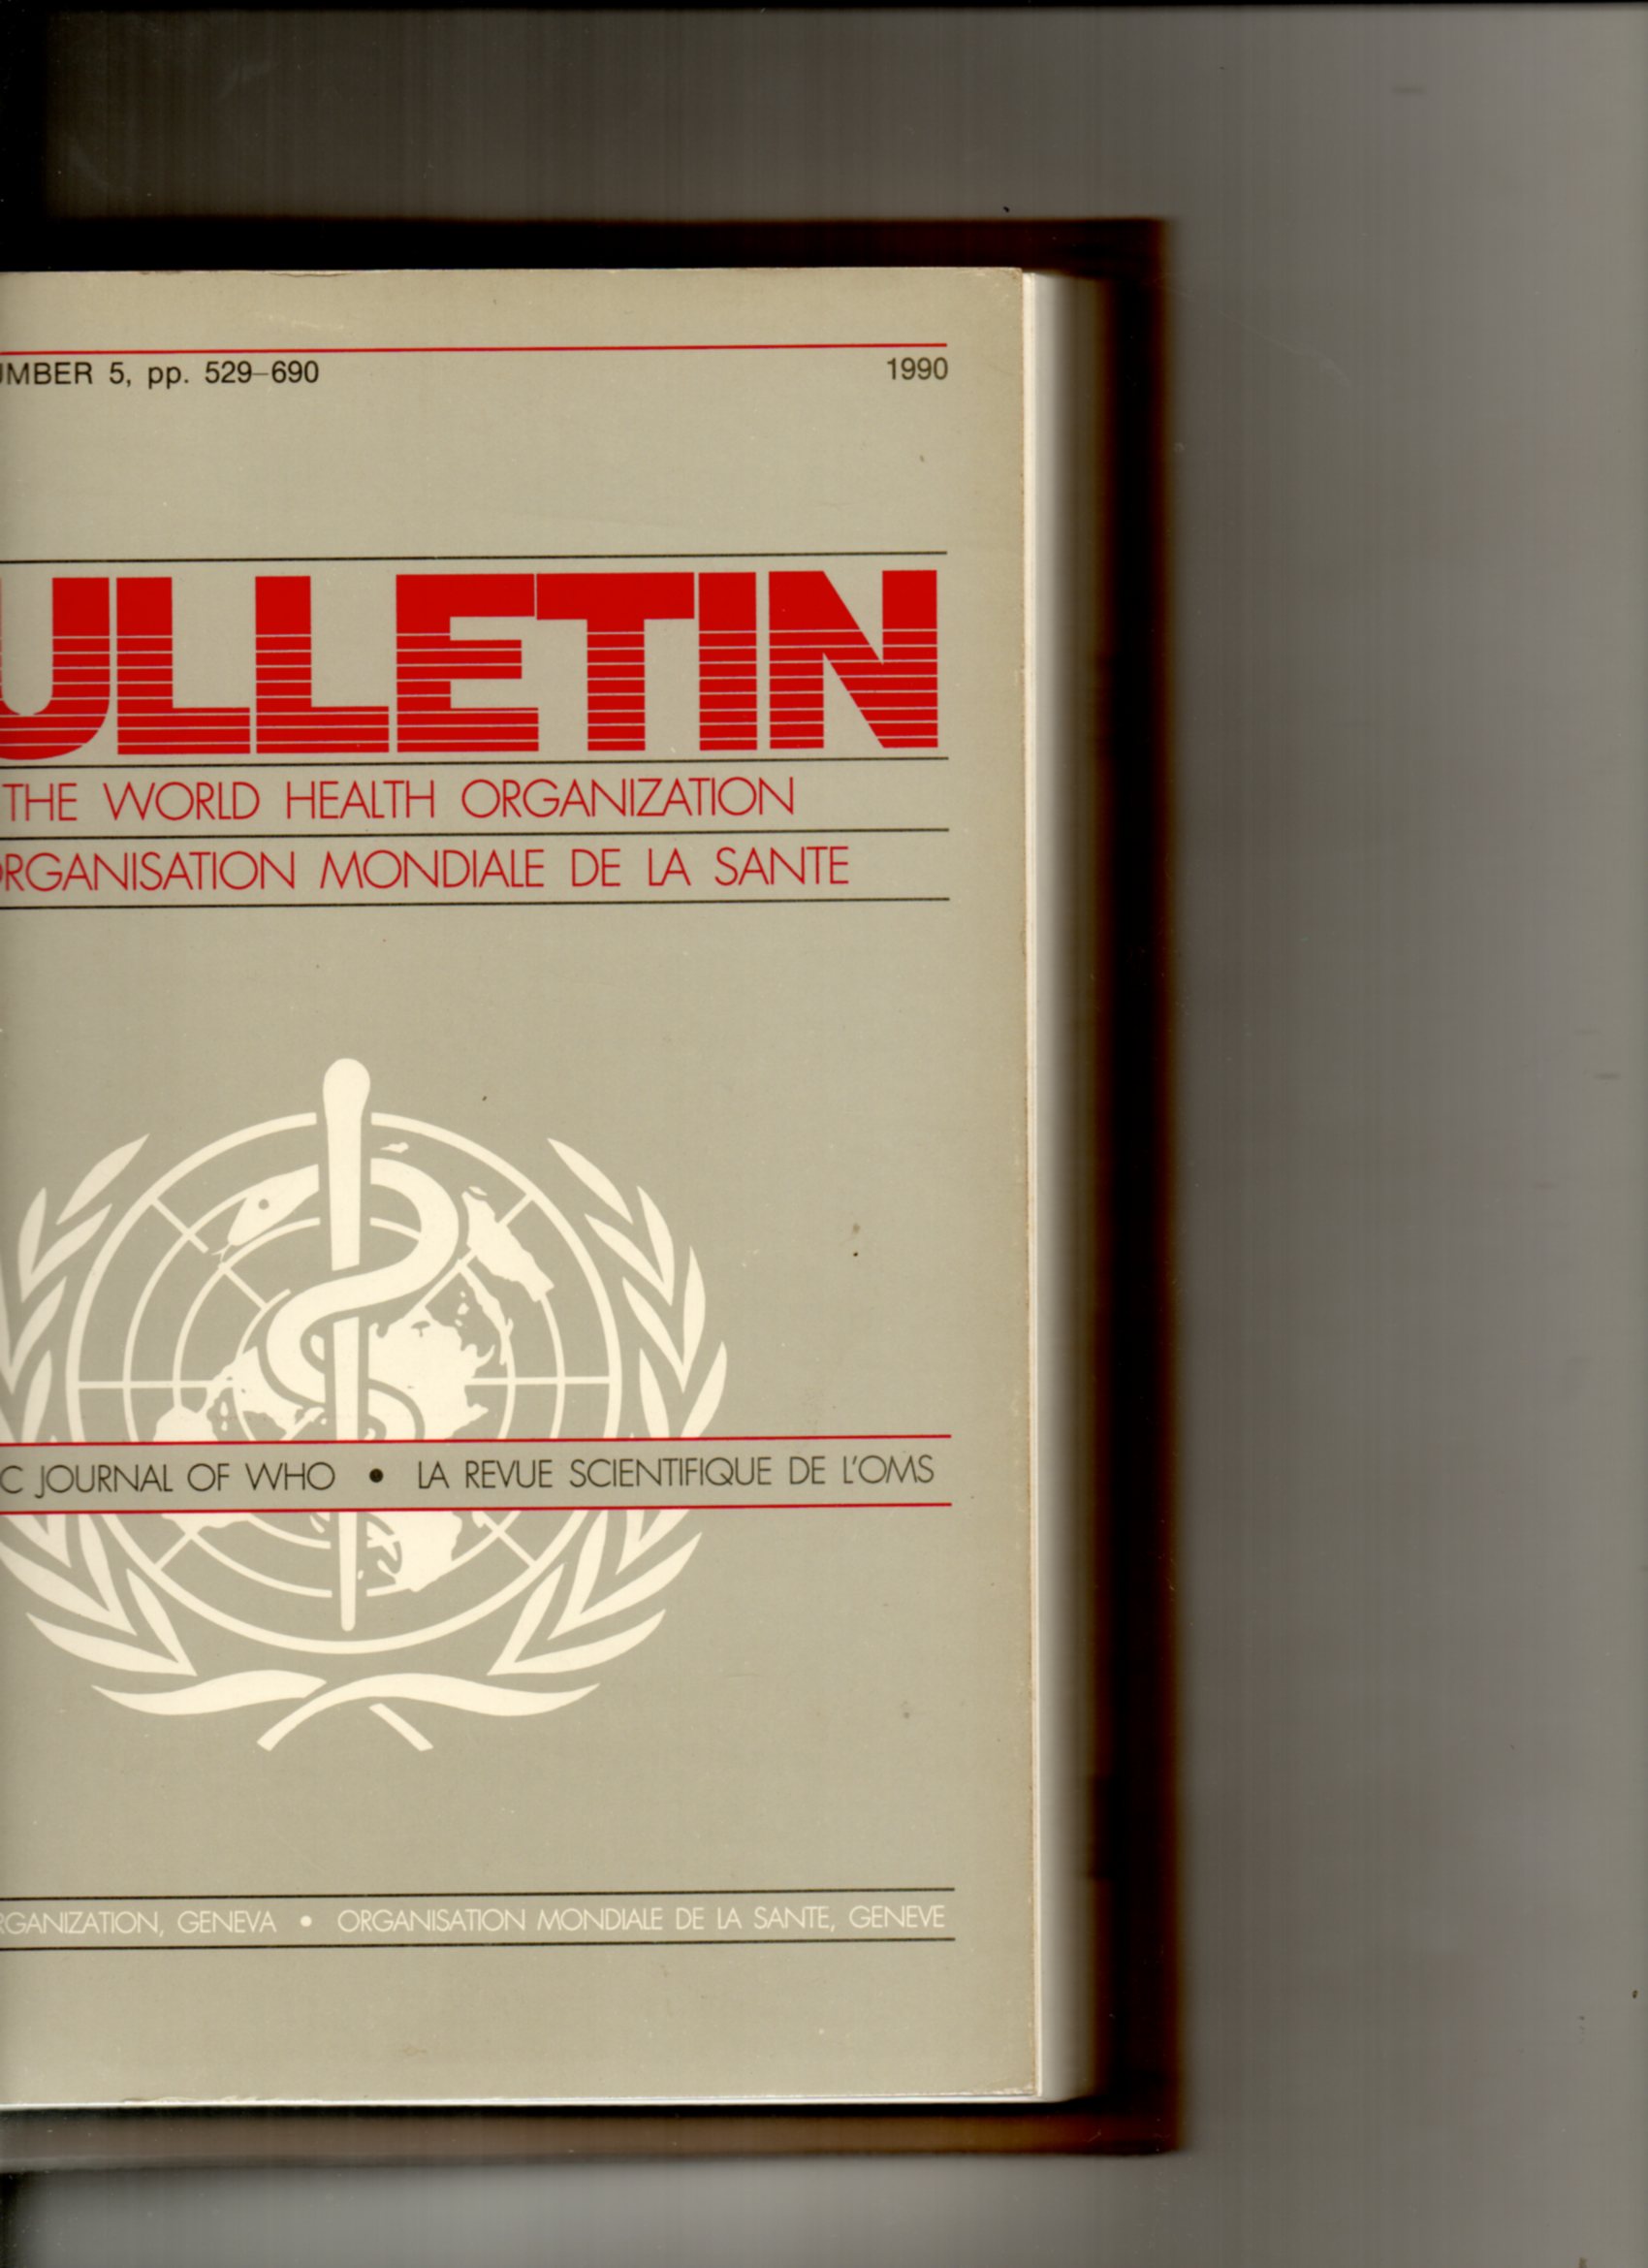 UMBER 5, pp. 529–690 1990
ULLETIN
THE WORLD HEALTH ORGANIZATION
ORGANISATION MONDIALE DE LA SANTE
C JOURNAL OF WHO • LA REVUE SCIENTIFIQUE DE L'OMS
RGANIZATION, GENEVA • ORGANISATION MONDIALE DE LA SANTE, GENEVE